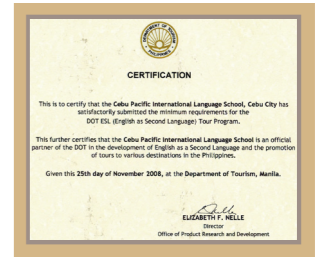 DEPARTMENT OF TOURISM
PHILIPPINES
CERTIFICATION
This is to certify that the Cebu Pacific International Language School, Cebu City has
satisfactorily submitted the minimum requirements for the
DOT ESL (English as Second Language) Tour Program.
This further certifies that the Cebu Pacific International Language School is an official
partner of the DOT in the development of English as a Second Language and the promotion
of tours to various destinations in the Philippines.
Given this 25th day of November 2008, at the Department of Tourism, Manila.
ELIZABETH F. NELLE
Director
Office of Product Research and Development